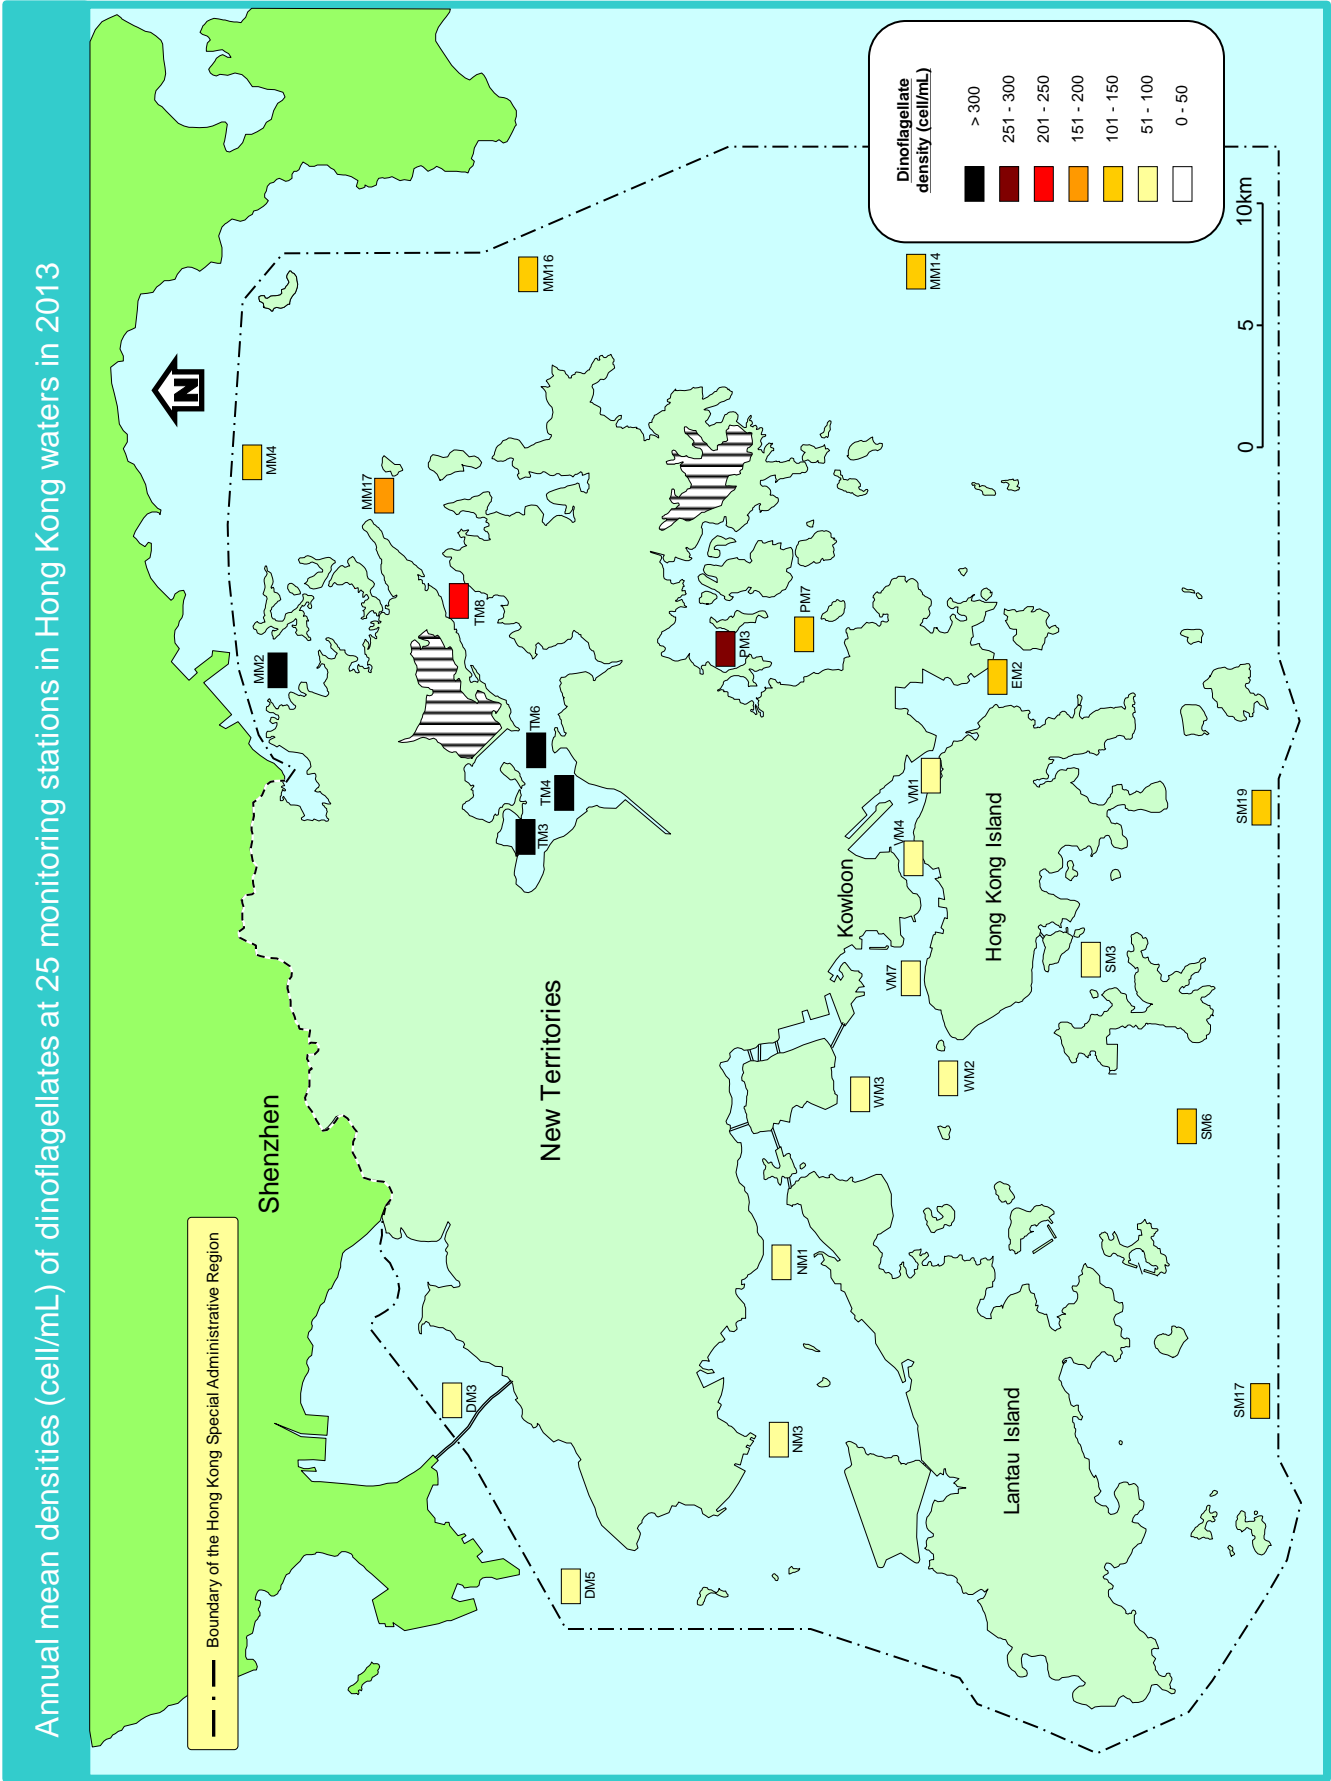 Annual mean densities (cell/mL) of dinoflagellates at 25 monitoring stations in Hong Kong waters in 2013
Boundary of the Hong Kong Special Administrative Region
Shenzhen
N
MM4
MM2
MM17
MM16
DM3
TM8
TM6
TM4
TM3
New Territories
DM5
PM3
PM7
NM3
NM1
WM3
Kowloon
VM7
VM4
VM1
MM14
WM2
EM2
Hong Kong Island
Lantau Island
SM3
SM6
SM17
SM19
Dinoflagellate
density (cell/mL)
> 300
251 - 300
201 - 250
151 - 200
101 - 150
51 - 100
0 - 50
0 5 10km